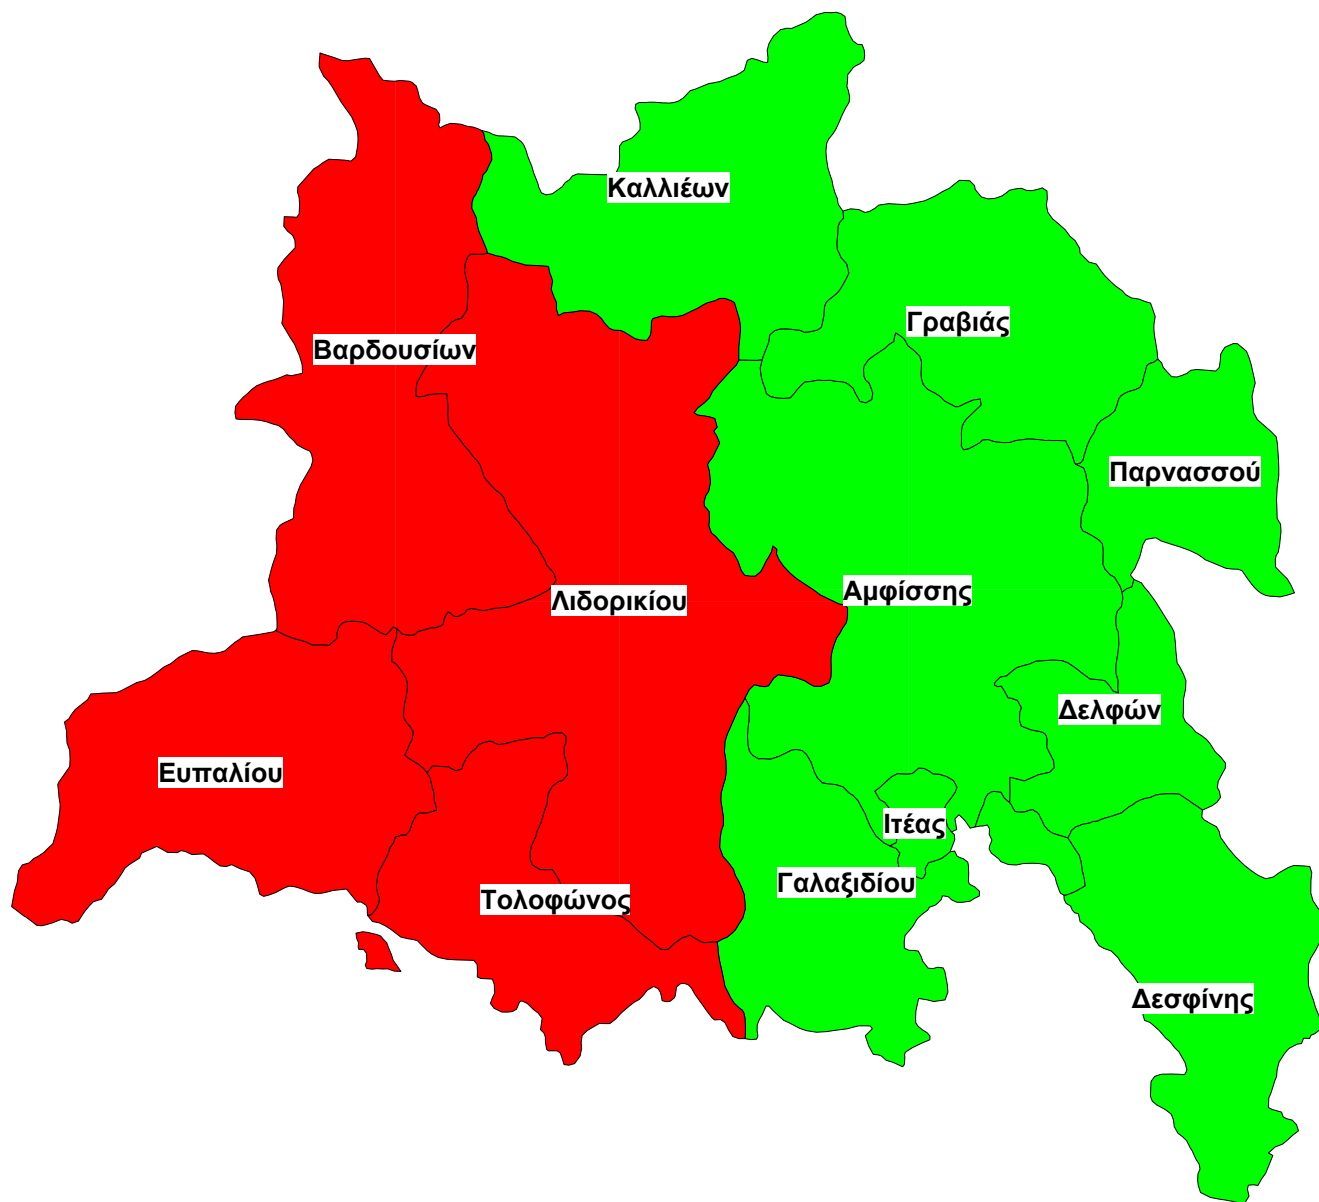 Καλλιέων
Γραβιάς
Βαρδουσίων
Παρνασσού
Αμφίσσης
Λιδορικίου
Δελφών
Ευπαλίου
Ιτέας
Γαλαξιδίου
Τολοφώνος
Δεσφίνης